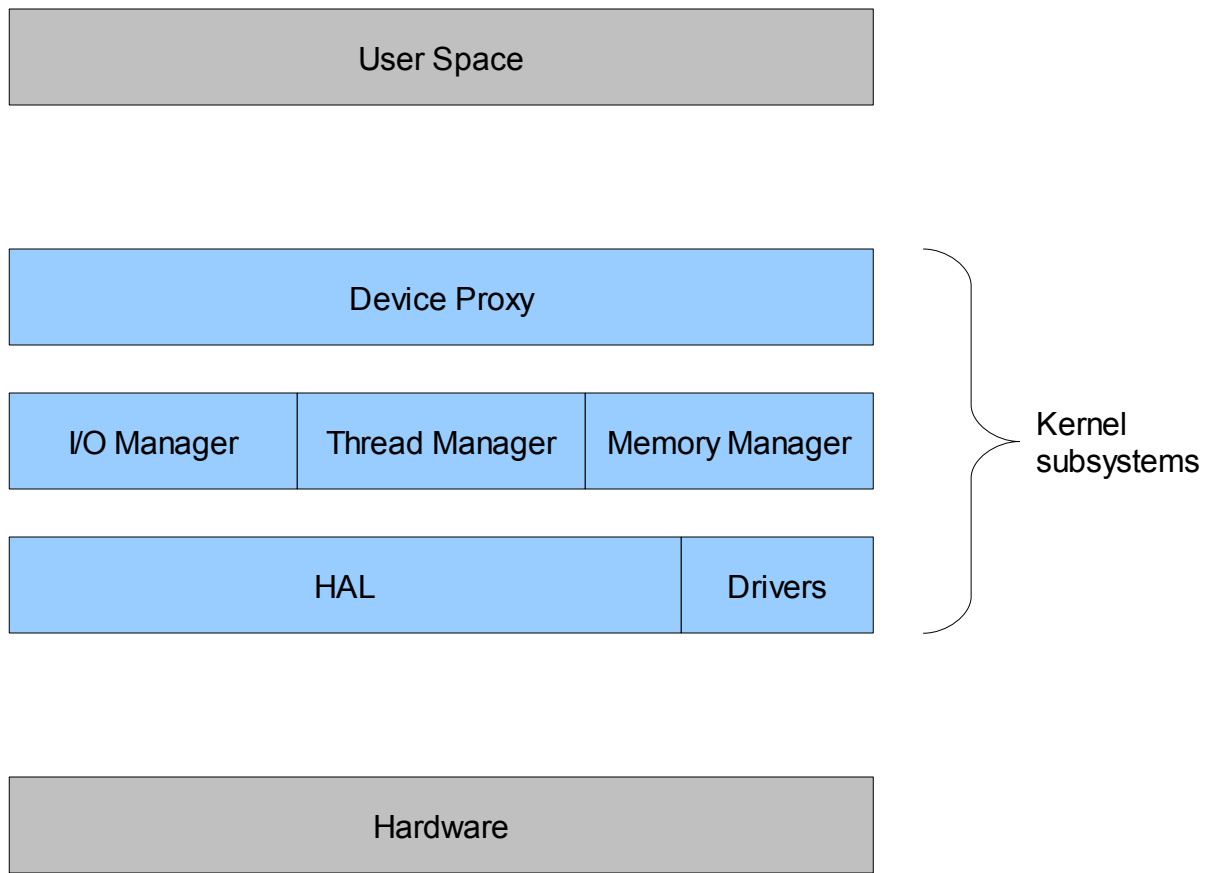 User Space
Device Proxy
I/O Manager
Thread Manager
Memory Manager
Kernel
subsystems
HAL
Drivers
Hardware